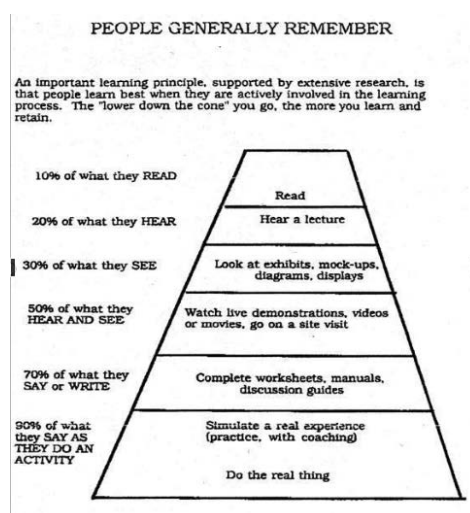 PEOPLE GENERALLY REMEMBER
An important learning principle, supported by extensive research, is
that people learn best when they are actively involved in the learning
process. The "lower down the cone" you go, the more you learn and
retain.
10% of what they READ
Read
20% of what they HEAR
Hear a lecture
30% of what they SEE
Look at exhibits, mock-ups,
diagrams, displays
50% of what they
HEAR AND SEE
Watch live demonstrations, videos
or movies, go on a site visit
70% of what they
SAY or WRITE
Complete worksheets, manuals,
discussion guides
90% of what
they SAY AS
THEY DO AN
ACTIVITY
Simulate a real experience
(practice, with coaching)
Do the real thing